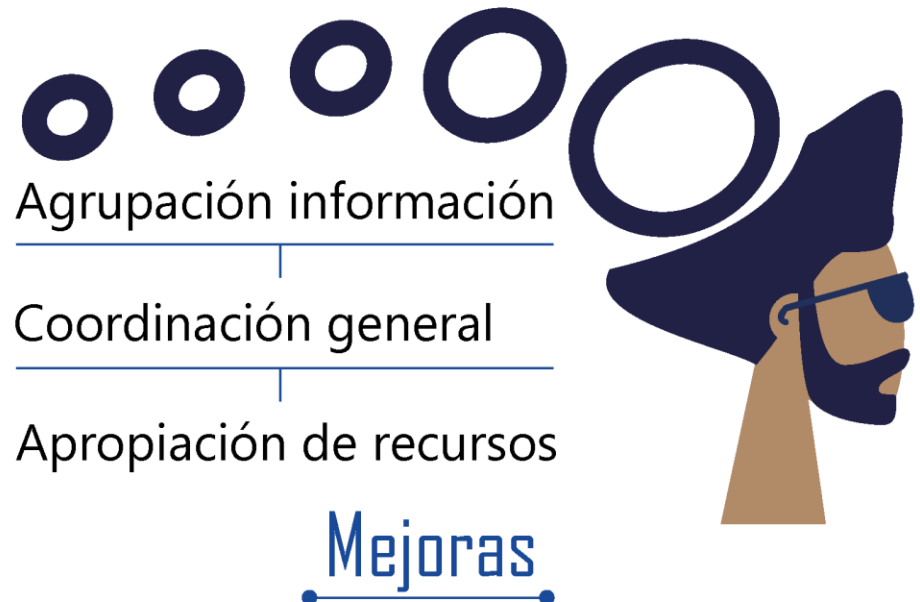 Agrupación información
Coordinación general
Apropiación de recursos
Mejoras